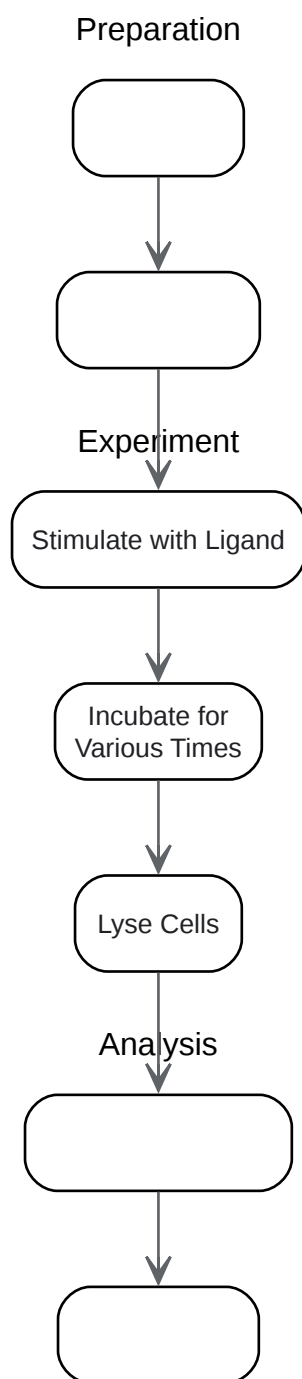 Preparation
Experiment
Stimulate with Ligand
Incubate for
Various Times
Lyse Cells
Analysis